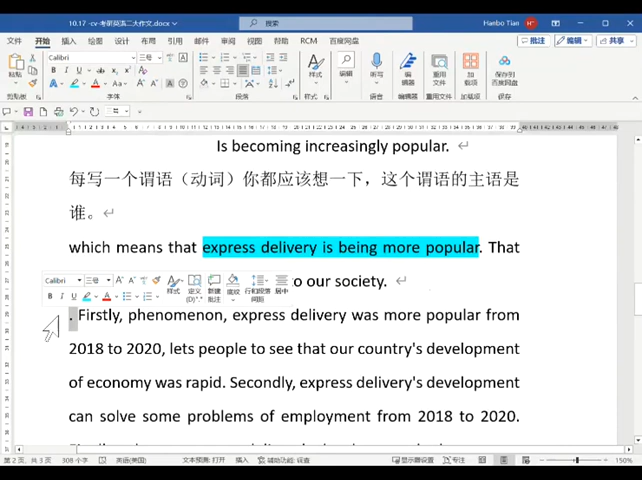 10.17 -cv-考研英语二大作文.docx
搜索
Hanbo Tian
文件 开始 插入 绘图 设计 布局 引用 邮件 审阅 视图 帮助 RCM 百度网盘
批注 编辑 共享
Calibri 三号
粘贴 样式 编辑 听写 编辑器 重用文件 加载项 保存到百度网盘
剪贴板 字体 段落 样式 语音 编辑器 重用文件 加载项 保存
Is becoming increasingly popular.
每写一个谓语（动词）你都应该想一下，这个谓语的主语是
谁。
which means that express delivery is being more popular. That
Calibri 三号 样式 定义 新建批注 底纹 行和段落间距 居中
to our society.
. Firstly, phenomenon, express delivery was more popular from
2018 to 2020, lets people to see that our country's development
of economy was rapid. Secondly, express delivery's development
can solve some problems of employment from 2018 to 2020.
第 2 页，共 3 页 308 个字 英语(美国) 文本预测: 打开 插入 辅助功能: 调查 显示器设置 专注 150%